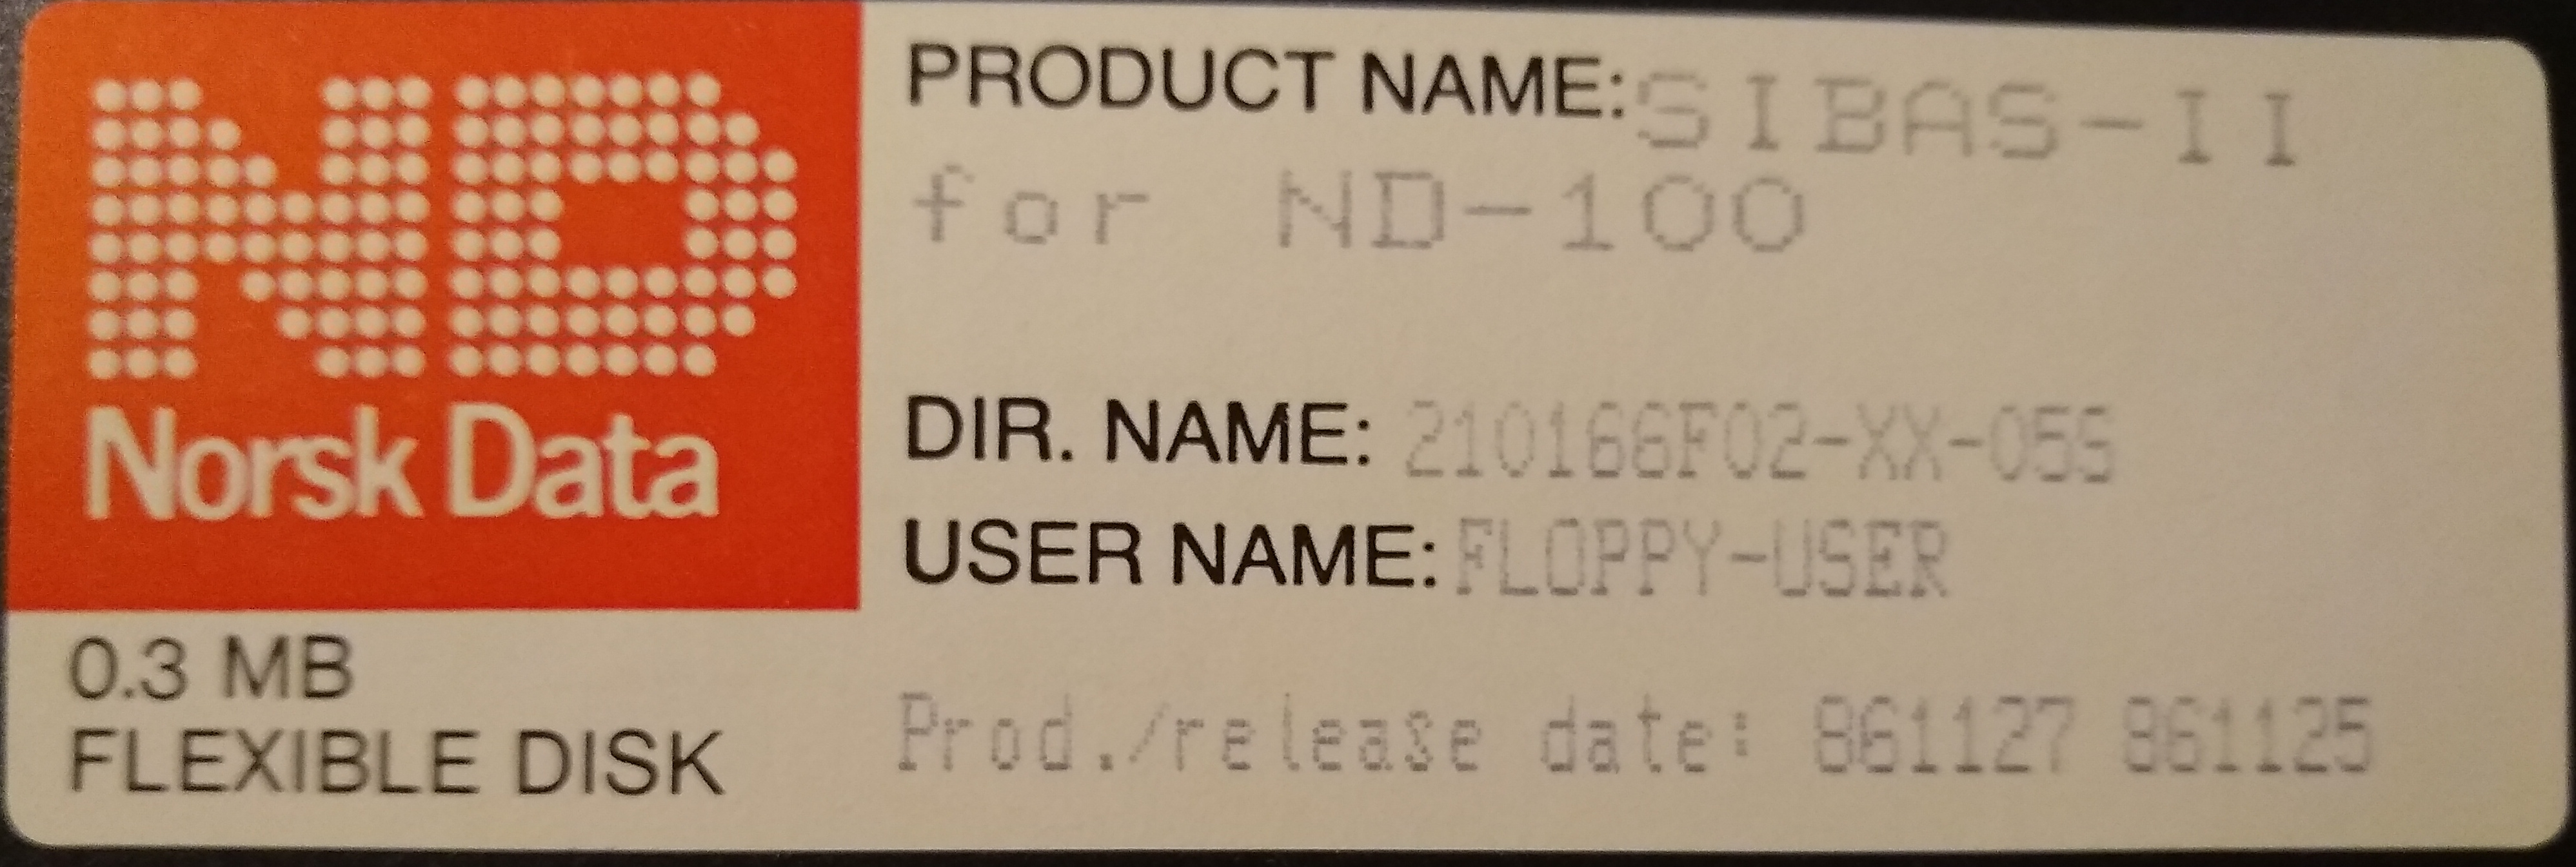 ND
Norsk Data
0.3 MB
FLEXIBLE DISK
PRODUCT NAME: SIBAS-II
for ND-100
DIR. NAME: 210166F02-XX-05S
USER NAME: FLOPPY-USER
Prod./release date: 861127 861125